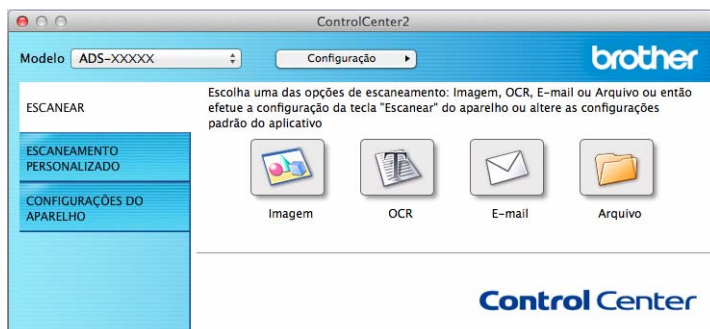 ControlCenter2
Modelo ADS-XXXXX Configuração brother
ESCANEAR
Escolha uma das opções de escaneamento: Imagem, OCR, E-mail ou Arquivo ou então
efetue a configuração da tecla "Escanear" do aparelho ou altere as configurações
padrão do aplicativo
ESCANEAMENTO
PERSONALIZADO
CONFIGURAÇÕES DO
APARELHO
Imagem OCR E-mail Arquivo
Control Center